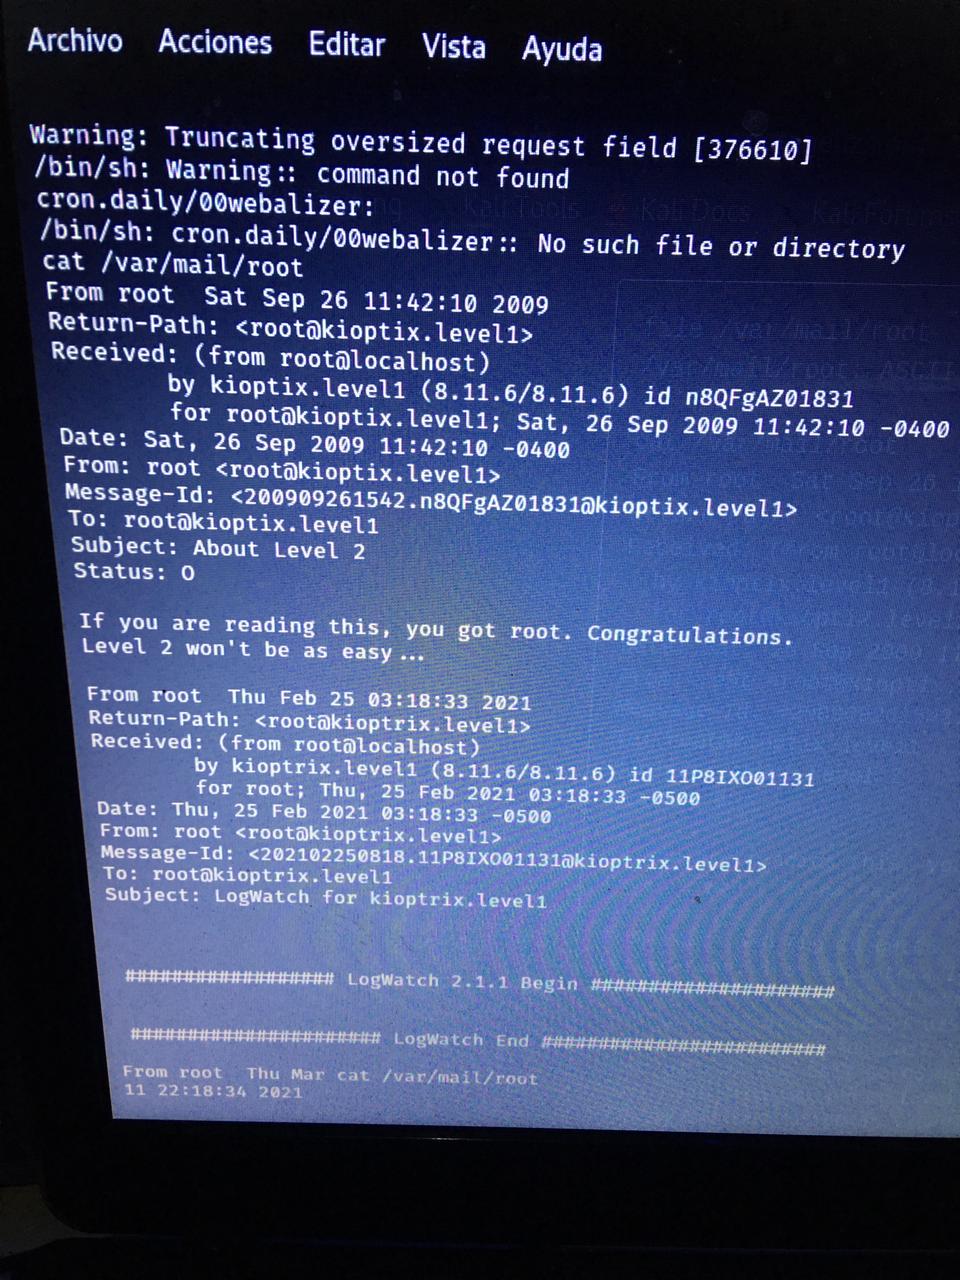 Archivo Acciones Editar Vista Ayuda
Warning: Truncating oversized request field [376610]
/bin/sh: Warning:: command not found
cron.daily/00webalizer:
/bin/sh: cron.daily/00webalizer:: No such file or directory
cat /var/mail/root
From root  Sat Sep 26 11:42:10 2009
Return-Path: <root@kioptix.level1>
Received: (from root@localhost)
by kioptix.level1 (8.11.6/8.11.6) id n8QFgAZ01831
for root@kioptix.level1; Sat, 26 Sep 2009 11:42:10 -0400
Date: Sat, 26 Sep 2009 11:42:10 -0400
From: root <root@kioptix.level1>
Message-Id: <200909261542.n8QFgAZ01831@kioptix.level1>
To: root@kioptix.level1
Subject: About Level 2
Status: O
If you are reading this, you got root. Congratulations.
Level 2 won't be as easy...
From root  Thu Feb 25 03:18:33 2021
Return-Path: <root@kioptrix.level1>
Received: (from root@localhost)
by kioptrix.level1 (8.11.6/8.11.6) id 11P8IXO01131
for root; Thu, 25 Feb 2021 03:18:33 -0500
Date: Thu, 25 Feb 2021 03:18:33 -0500
From: root <root@kioptrix.level1>
Message-Id: <202102250818.11P8IXO01131@kioptrix.level1>
To: root@kioptrix.level1
Subject: LogWatch for kioptrix.level1
################## LogWatch 2.1.1 Begin #####################
###################### LogWatch End #########################
From root  Thu Mar cat /var/mail/root
11 22:18:34 2021